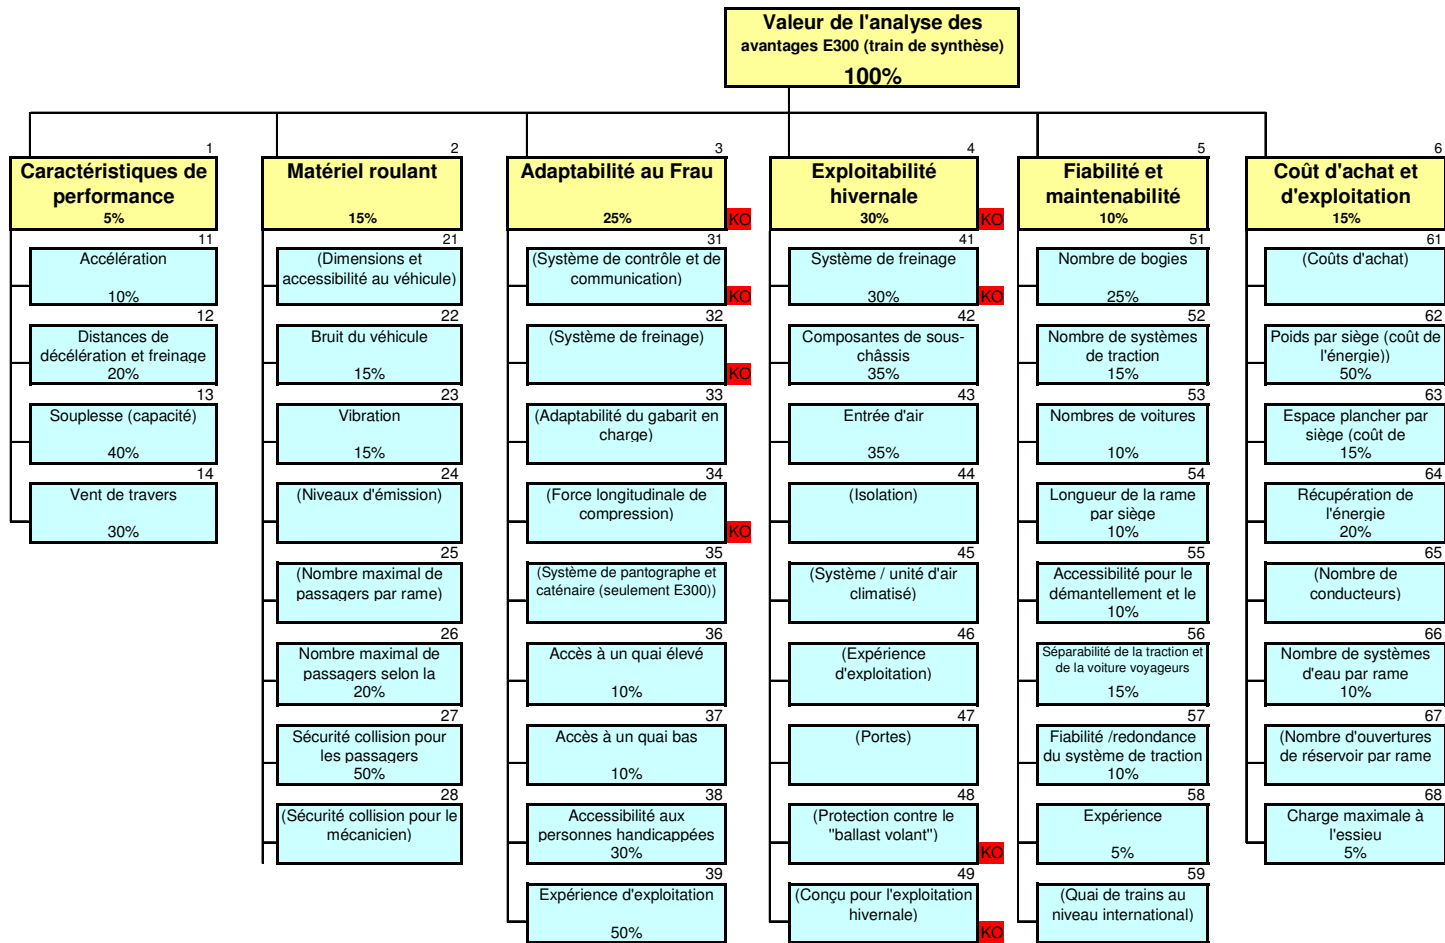 Valeur de l'analyse des
avantages E300 (train de synthèse)
100%
1
Caractéristiques de
performance
5%
11
Accélération
10%
12
Distances de
décélération et freinage
20%
13
Souplesse (capacité)
40%
14
Vent de travers
30%
2
Matériel roulant
15%
21
(Dimensions et
accessibilité au véhicule)
22
Bruit du véhicule
15%
23
Vibration
15%
24
(Niveaux d'émission)
25
(Nombre maximal de
passagers par rame)
26
Nombre maximal de
passagers selon la
20%
27
Sécurité collision pour
les passagers
50%
28
(Sécurité collision pour le
mécanicien)
3
Adaptabilité au Frau
25%
KO
31
(Système de contrôle et de
communication)
KO
32
(Système de freinage)
KO
33
(Adaptabilité du gabarit en
charge)
34
(Force longitudinale de
compression)
KO
35
(Système de pantographe et
caténaire (seulement E300))
36
Accès à un quai élevé
10%
37
Accès à un quai bas
10%
38
Accessibilité aux
personnes handicappées
30%
39
Expérience d'exploitation
50%
4
Exploitabilité
hivernale
30%
KO
41
Système de freinage
30%
KO
42
Composantes de sous-
châssis
35%
43
Entrée d'air
35%
44
(Isolation)
45
(Système / unité d'air
climatisé)
46
(Expérience
d'exploitation)
47
(Portes)
48
(Protection contre le
"ballast volant")
KO
49
(Conçu pour l'exploitation
hivernale)
KO
5
Fiabilité et
maintenabilité
10%
51
Nombre de bogies
25%
52
Nombre de systèmes
de traction
15%
53
Nombres de voitures
10%
54
Longueur de la rame
par siège
10%
55
Accessibilité pour le
démantellement et le
10%
56
Séparabilité de la traction et
de la voiture voyageurs
15%
57
Fiabilité /redondance
du système de traction
10%
58
Expérience
5%
59
(Quai de trains au
niveau international)
6
Coût d'achat et
d'exploitation
15%
61
(Coûts d'achat)
62
Poids par siège (coût de
l'énergie))
50%
63
Espace plancher par
siège (coût de
15%
64
Récupération de
l'énergie
20%
65
(Nombre de
conducteurs)
66
Nombre de systèmes
d'eau par rame
10%
67
(Nombre d'ouvertures
de réservoir par rame
68
Charge maximale à
l'essieu
5%